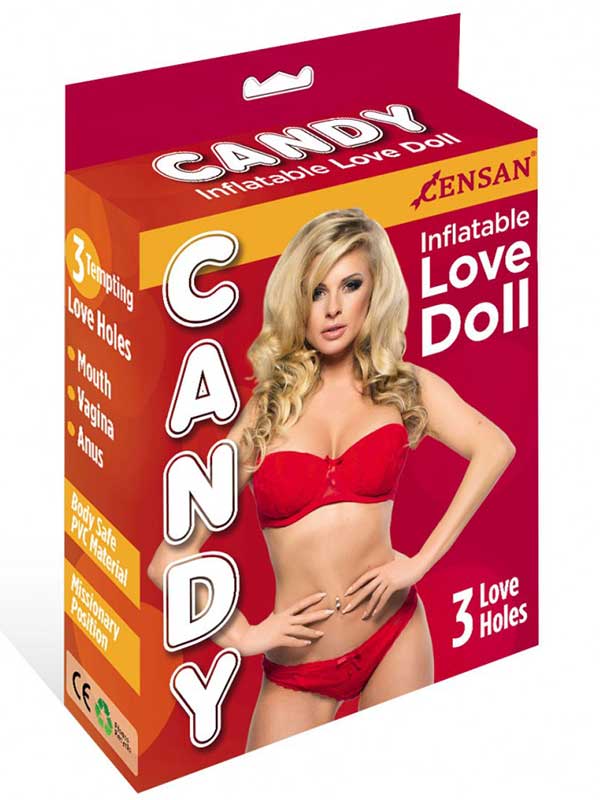 CANDY
Inflatable Love Doll
CENSAN®
Inflatable
Love
Doll
CANDY
3 Love
Holes
3 Tempting
Love Holes
Mouth
Vagina
Anus
Body Safe
PVC Material
Missionary
Position
CE